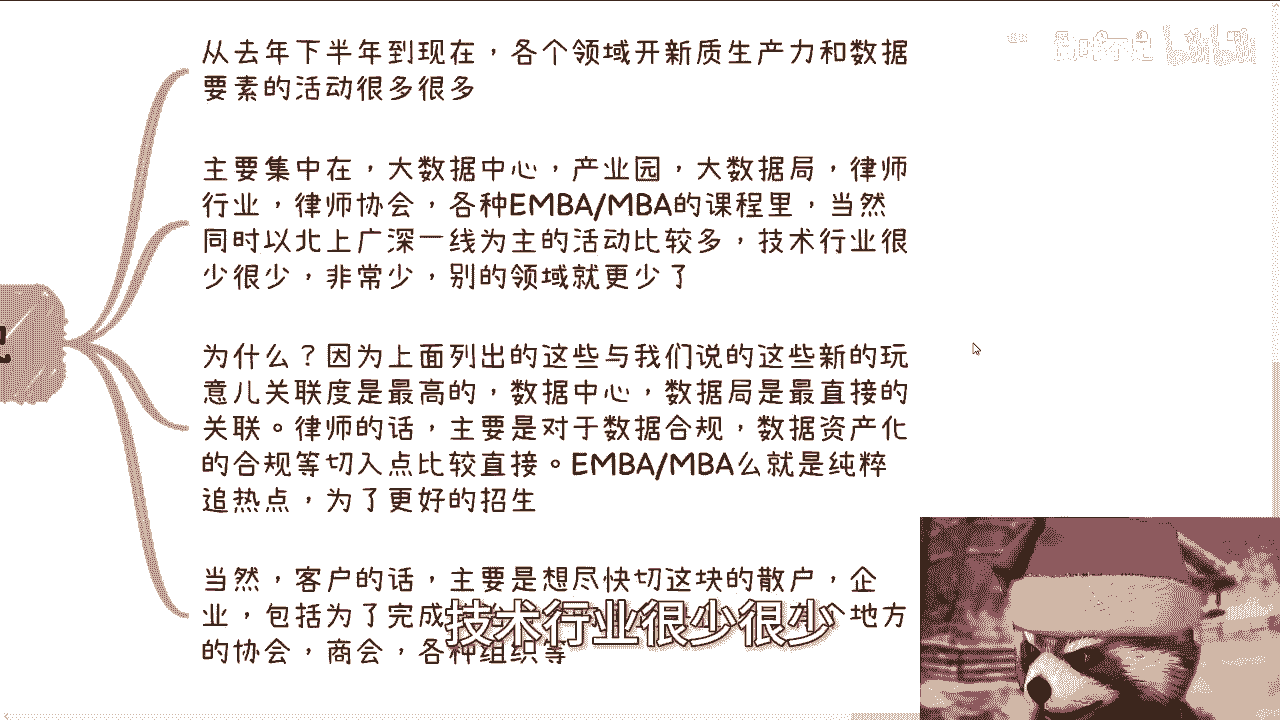 从去年下半年到现在，各个领域开新质生产力和数据
要素的活动很多很多
主要集中在，大数据中心，产业园，大数据局，律师
行业，律师协会，各种EMBA/MBA的课程里，当然
同时以北上广深一线为主的活动比较多，技术行业很
少很少，非常少，别的领域就更少了
为什么？因为上面列出的这些与我们说的这些新的玩
意儿关联度是最高的，数据中心，数据局是最直接的
关联。律师的话，主要是对于数据合规，数据资产化
的合规等切入点比较直接。EMBA/MBA么就是纯粹
追热点，为了更好的招生
当然，客户的话，主要是想尽快切这块的散户，企
业，包括为了完成 地方
的协会，商会，各种组织等
技术行业很少很少